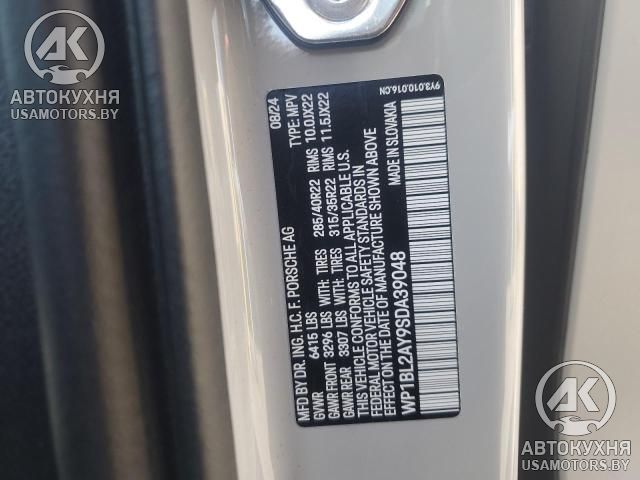 AK
АВТОКУХНЯ
USAMOTORS.BY
MFD BY DR. ING. H.C. F. PORSCHE AG 08/24
GVWR 6415 LBS TYPE: MPV
GAWR FRONT 3296 LBS WITH: TIRES 285/40R22 RIMS 10.0JX22
GAWR REAR 3307 LBS WITH: TIRES 315/35R22 RIMS 11.5JX22
THIS VEHICLE CONFORMS TO ALL APPLICABLE U.S.
FEDERAL MOTOR VEHICLE SAFETY STANDARDS IN
EFFECT ON THE DATE OF MANUFACTURE SHOWN ABOVE
WP1BL2AY9SDA39048 MADE IN SLOVAKIA
9Y3.010.016.CN
AK
АВТОКУХНЯ
USAMOTORS.BY